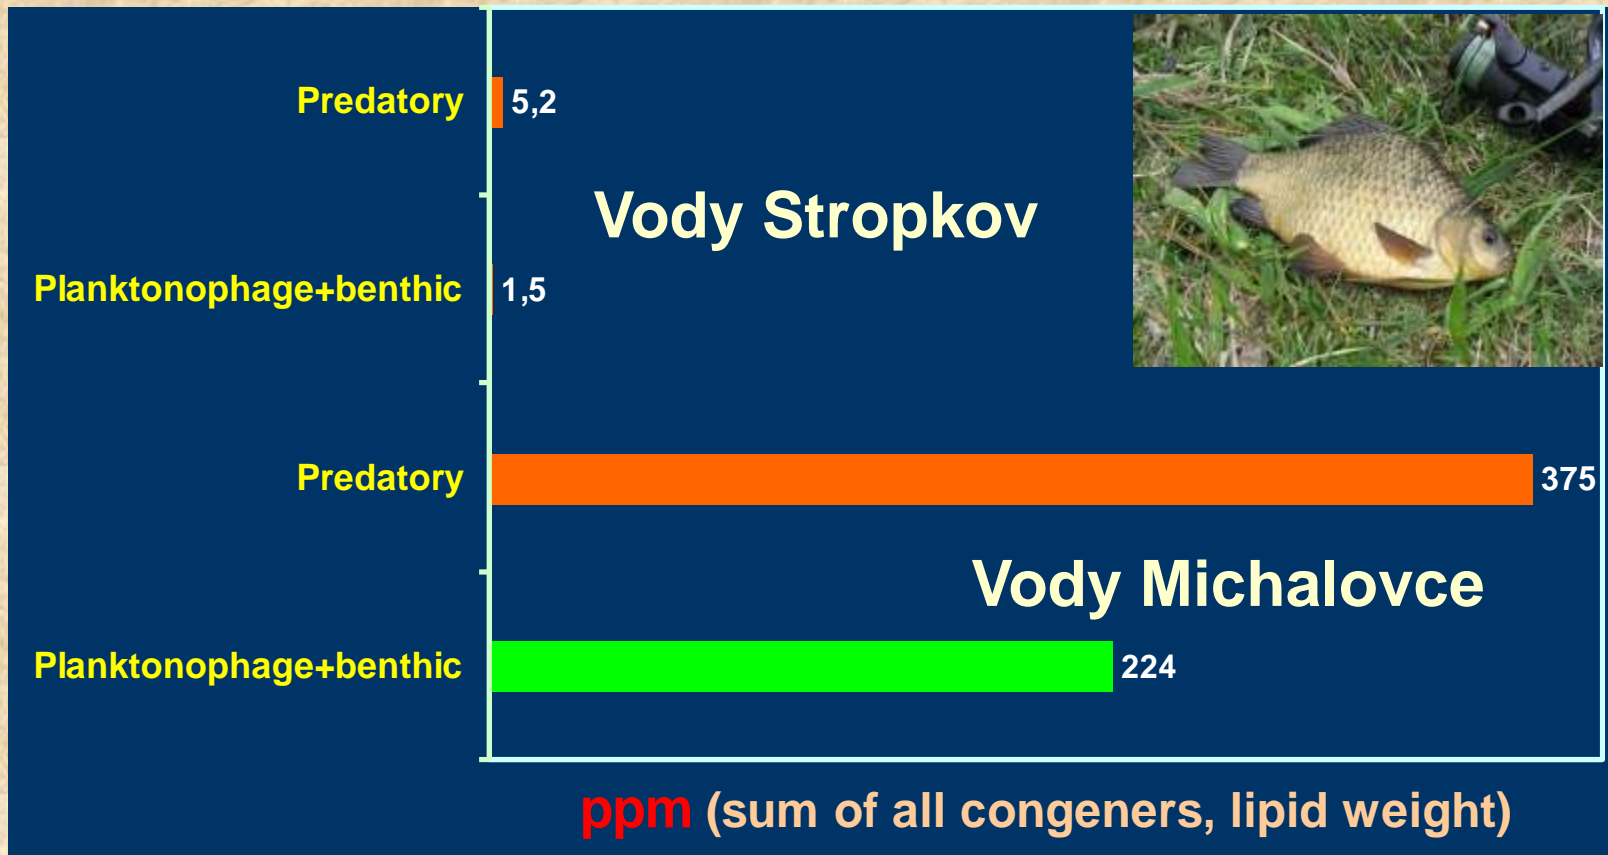 Predatory
5,2
Vody Stropkov
Planktonophage+benthic
1,5
Predatory
375
Vody Michalovce
Planktonophage+benthic
224
ppm (sum of all congeners, lipid weight)